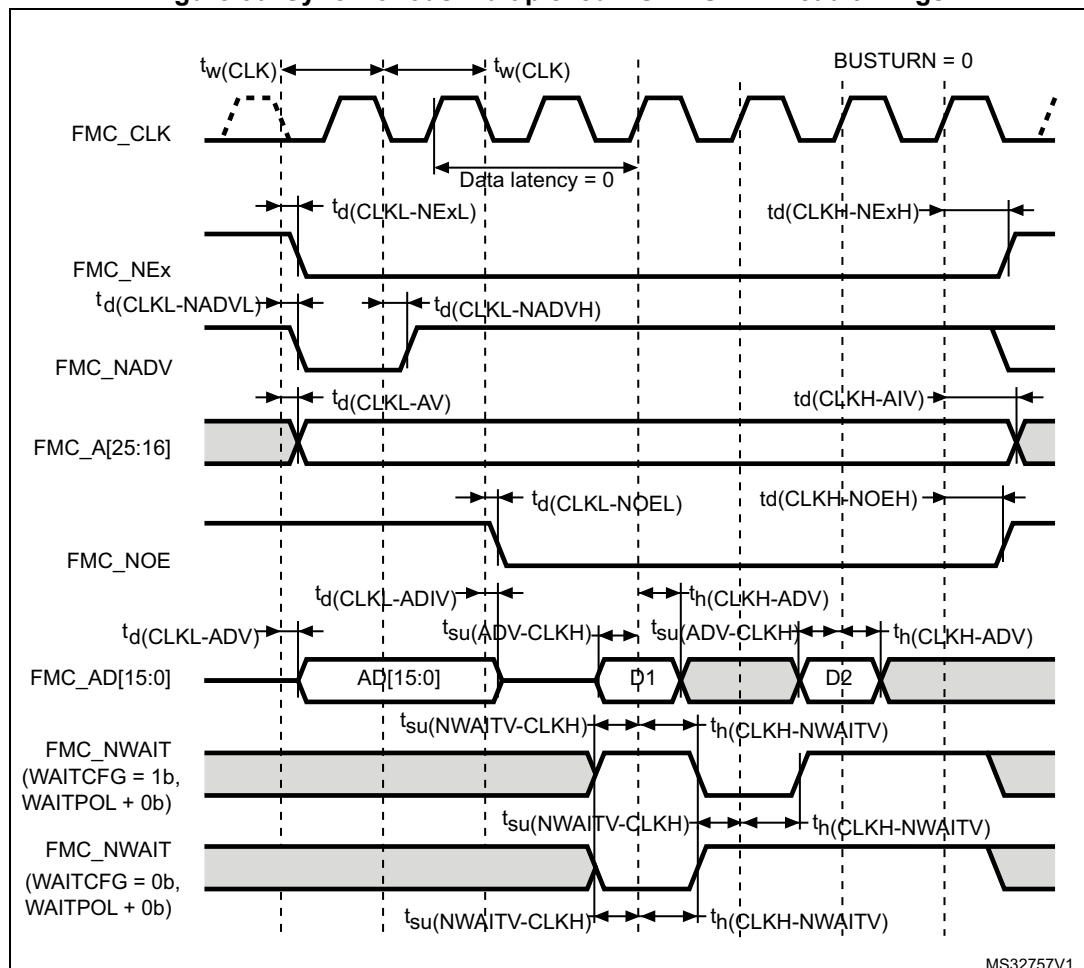 BUSTURN = 0
tw(CLK) tw(CLK)
FMC_CLK
Data latency = 0
td(CLKL-NExL) td(CLKH-NExH)
FMC_NEx
td(CLKL-NADVL) td(CLKL-NADVH)
FMC_NADV
td(CLKL-AV) td(CLKH-AIV)
FMC_A[25:16]
td(CLKL-NOEL) td(CLKH-NOEH)
FMC_NOE
td(CLKL-ADIV) th(CLKH-ADV)
td(CLKL-ADV) tsu(ADV-CLKH) tsu(ADV-CLKH) th(CLKH-ADV)
FMC_AD[15:0] AD[15:0] D1 D2
tsu(NWAITV-CLKH) th(CLKH-NWAITV)
FMC_NWAIT
(WAITCFG = 1b,
WAITPOL + 0b)
tsu(NWAITV-CLKH) th(CLKH-NWAITV)
FMC_NWAIT
(WAITCFG = 0b,
WAITPOL + 0b)
tsu(NWAITV-CLKH) th(CLKH-NWAITV)
MS32757V1